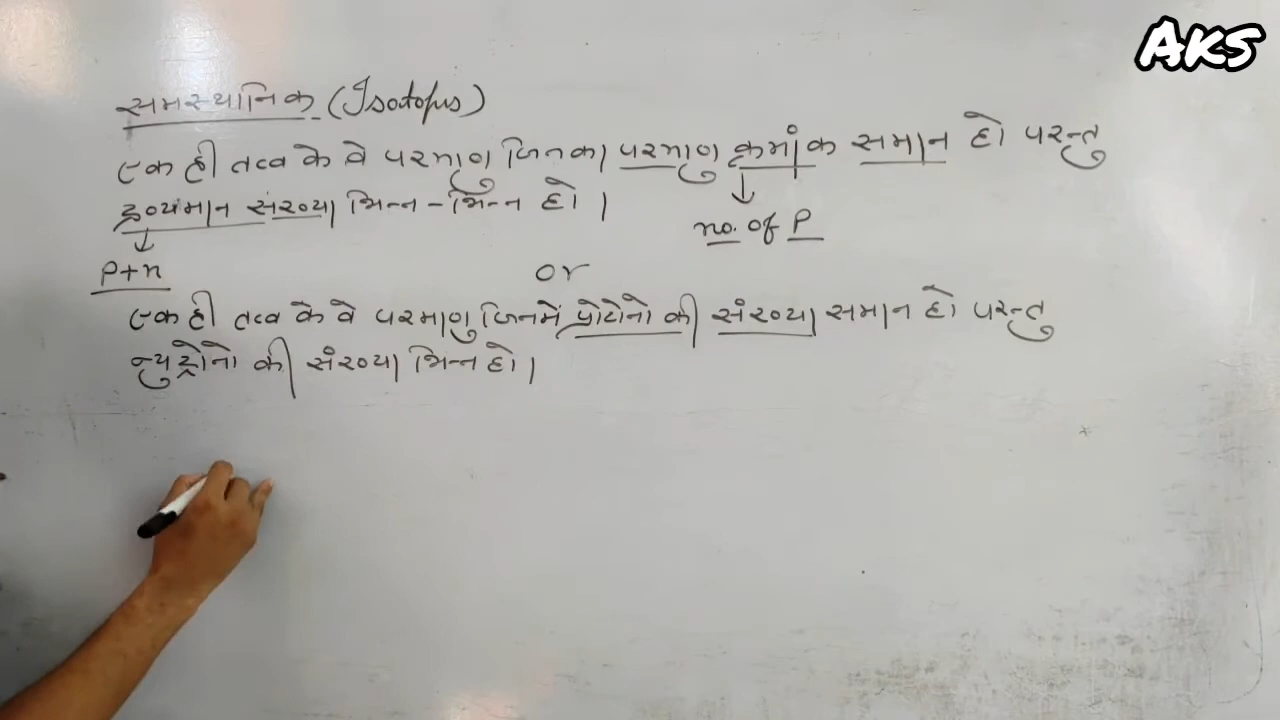 AKS
समस्थानिक (Isotopes)
एक ही तत्व के वे परमाणु जिनका परमाणु क्रमांक समान हो परन्तु
द्रव्यमान संख्या भिन्न-भिन्न हो।
↓ ↓
no. of P
P+n
or
एक ही तत्व के वे परमाणु जिनमें प्रोटोनो की संख्या समान हो परन्तु
न्युट्रोनो की संख्या भिन्न हो।